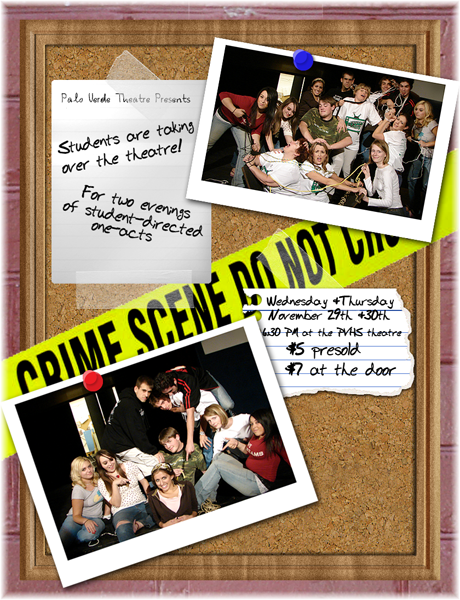 Palo Verde Theatre Presents
Students are taking
over the theatre!
For two evenings
of student-directed
one-acts
CRIME SCENE DO NOT CRO
Wednesday &Thursday
November 29th &30th
6:30 PM at the PVHS theatre
$5 presold
$7 at the door